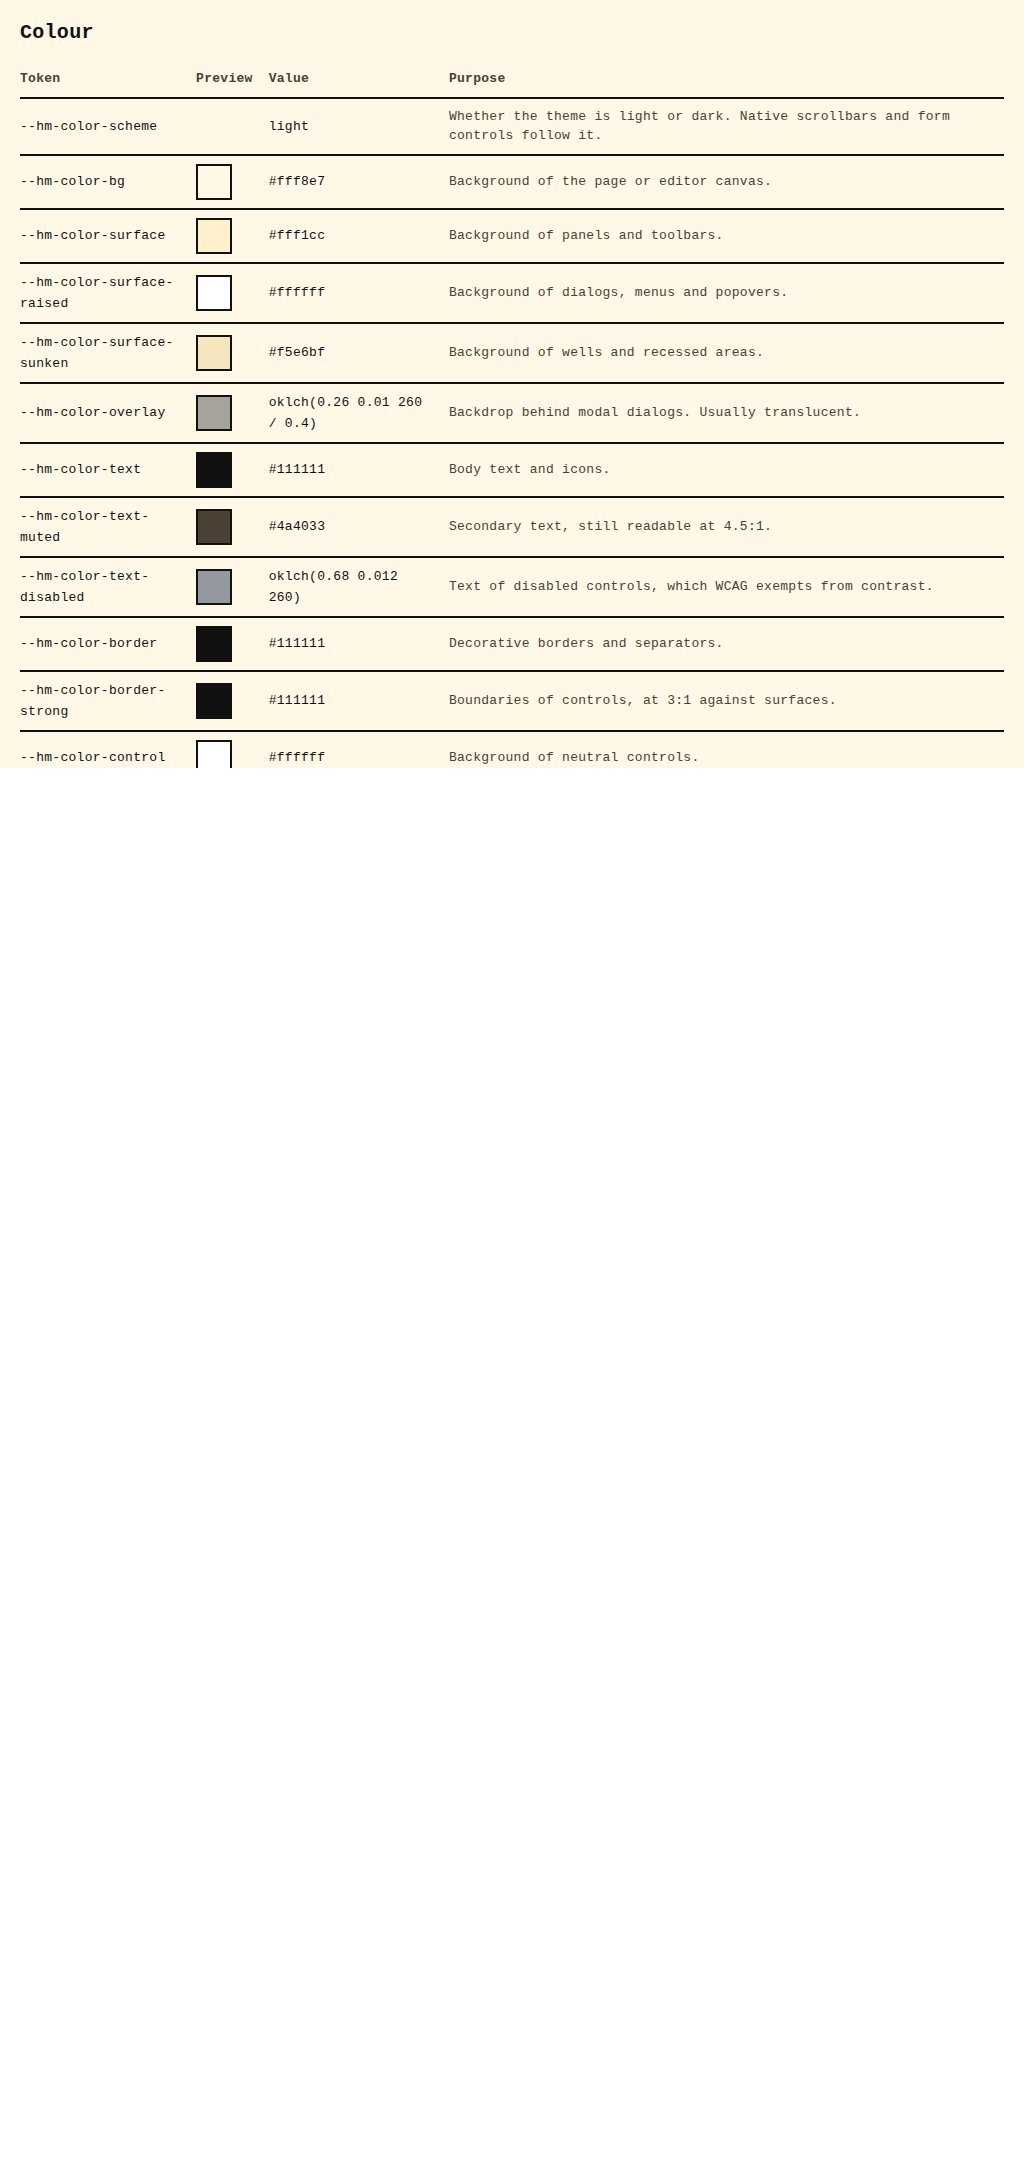 Colour
Token Preview Value Purpose
--hm-color-scheme light Whether the theme is light or dark. Native scrollbars and form
controls follow it.
--hm-color-bg #fff8e7 Background of the page or editor canvas.
--hm-color-surface #fff1cc Background of panels and toolbars.
--hm-color-surface-
raised #ffffff Background of dialogs, menus and popovers.
--hm-color-surface-
sunken #f5e6bf Background of wells and recessed areas.
--hm-color-overlay oklch(0.26 0.01 260
/ 0.4) Backdrop behind modal dialogs. Usually translucent.
--hm-color-text #111111 Body text and icons.
--hm-color-text-
muted #4a4033 Secondary text, still readable at 4.5:1.
--hm-color-text-
disabled oklch(0.68 0.012
260) Text of disabled controls, which WCAG exempts from contrast.
--hm-color-border #111111 Decorative borders and separators.
--hm-color-border-
strong #111111 Boundaries of controls, at 3:1 against surfaces.
--hm-color-control #ffffff Background of neutral controls.